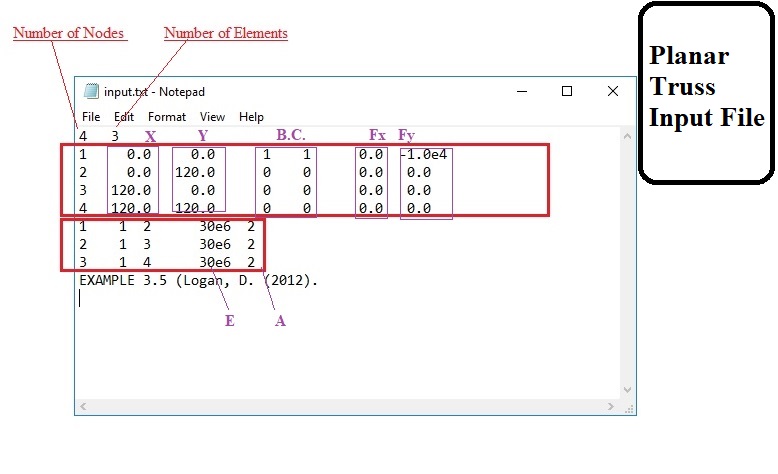 Number of Nodes Number of Elements
Planar
Truss
Input File
input.txt - Notepad
File Edit Format View Help
4 3 X Y B.C. Fx Fy
1 0.0 0.0 1 1 0.0 -1.0e4
2 0.0 120.0 0 0 0.0 0.0
3 120.0 0.0 0 0 0.0 0.0
4 120.0 120.0 0 0 0.0 0.0
1 1 2 30e6 2
2 1 3 30e6 2
3 1 4 30e6 2
EXAMPLE 3.5 (Logan, D. (2012).
E A